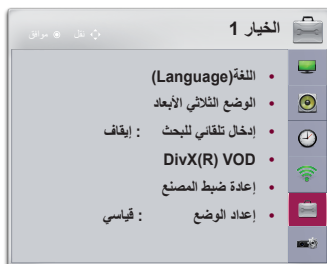 الخيار 1
نقل موافق
اللغة(Language)
الوضع الثلاثي الأبعاد
إدخال تلقائي للبحث : إيقاف
DivX(R) VOD
إعادة ضبط المصنع
إعداد الوضع : قياسي